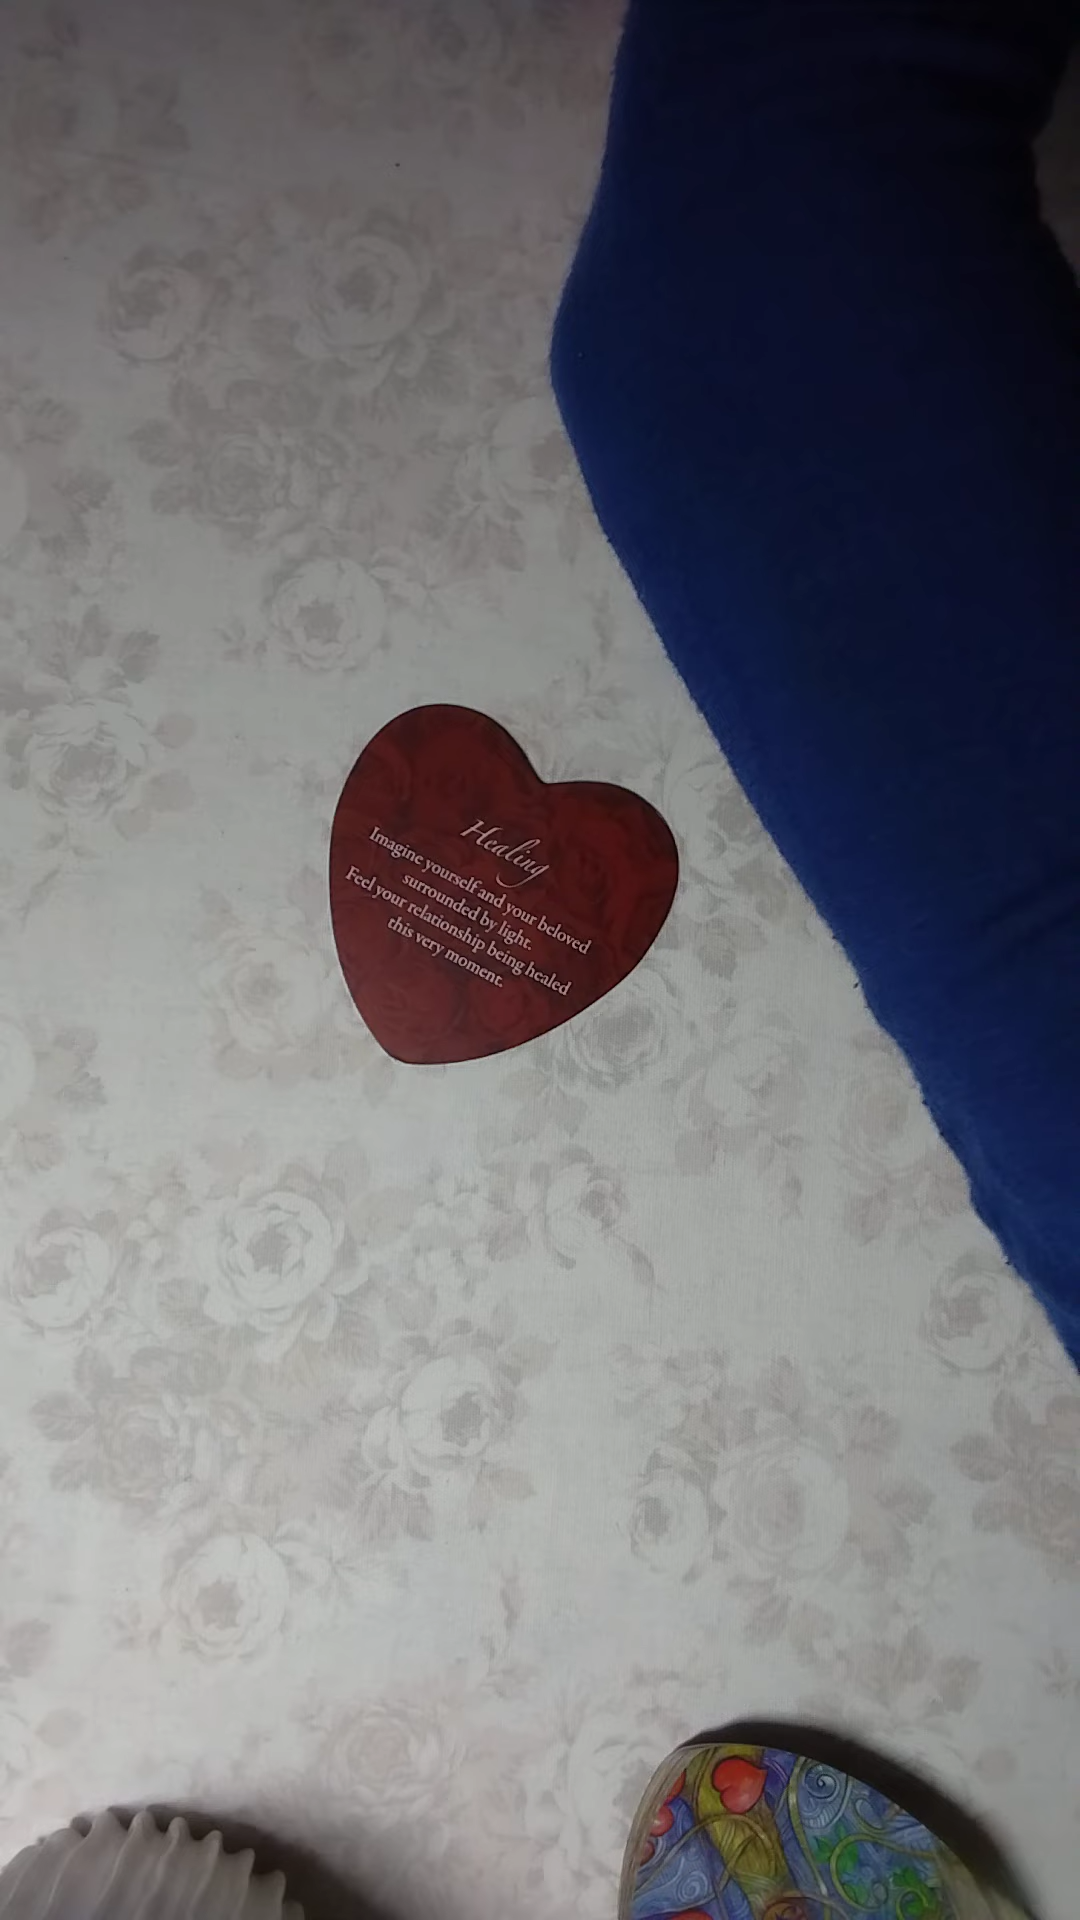 Healing
Imagine yourself and your beloved
surrounded by light.
Feel your relationship being healed
this very moment.